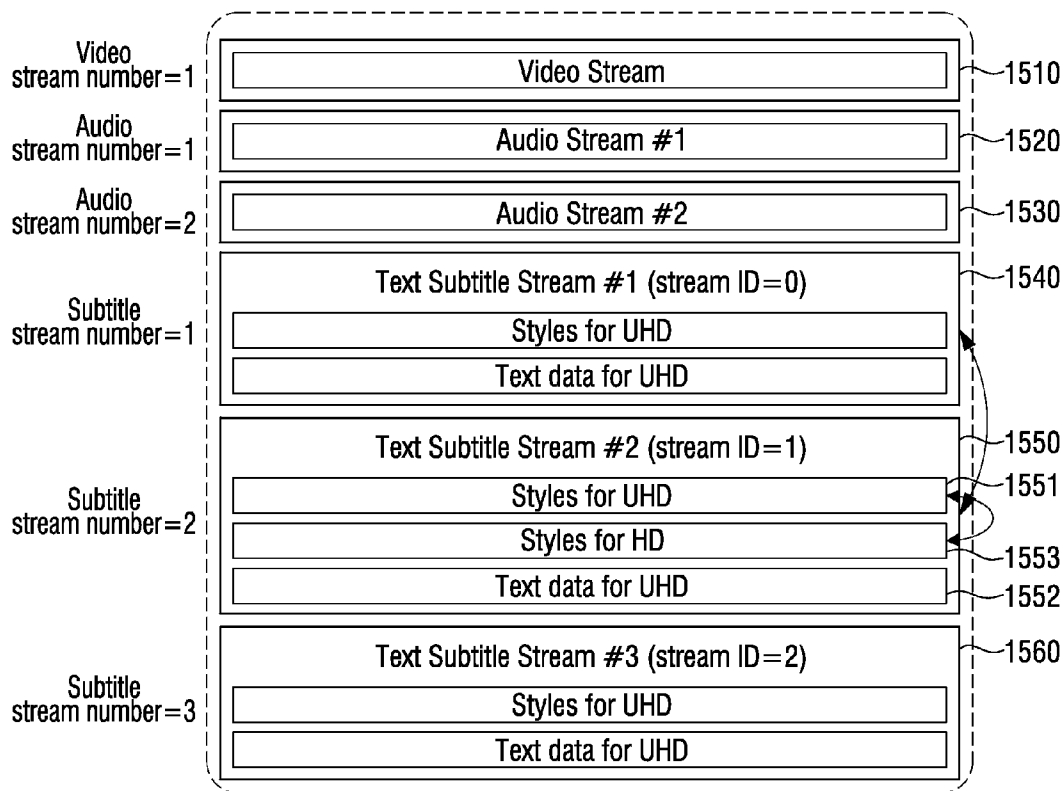 Video
stream number=1
Video Stream
1510
Audio
stream number=1
Audio Stream #1
1520
Audio
stream number=2
Audio Stream #2
1530
Subtitle
stream number=1
Text Subtitle Stream #1 (stream ID=0)
1540
Styles for UHD
Text data for UHD
Subtitle
stream number=2
Text Subtitle Stream #2 (stream ID=1)
1550
Styles for UHD
1551
Styles for HD
1553
Text data for UHD
1552
Subtitle
stream number=3
Text Subtitle Stream #3 (stream ID=2)
1560
Styles for UHD
Text data for UHD